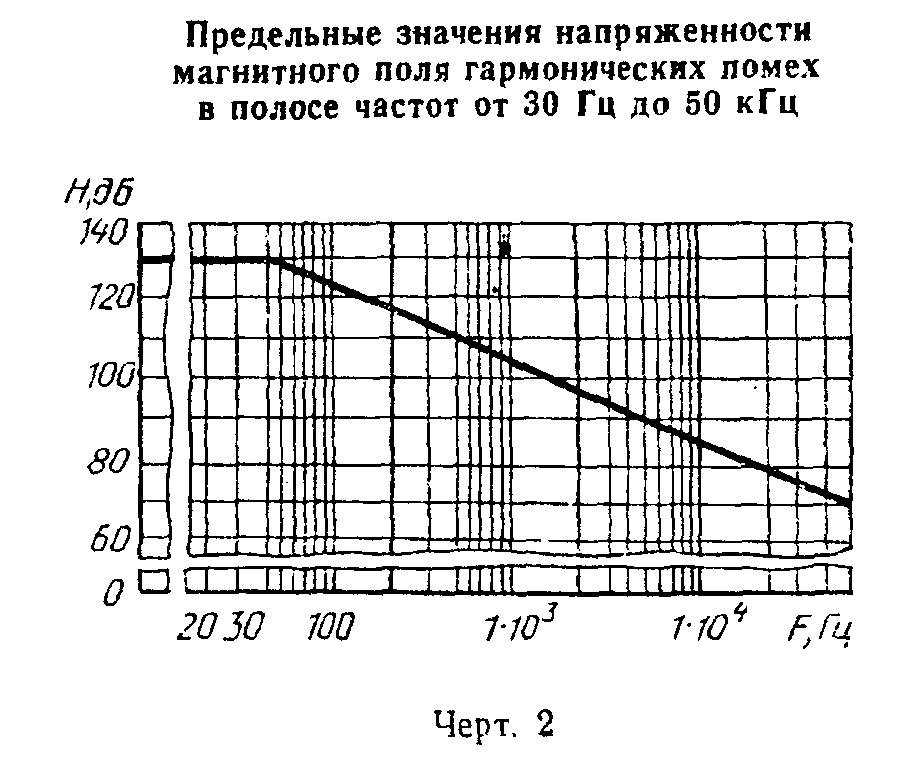 Предельные значения напряженности
магнитного поля гармонических помех
в полосе частот от 30 Гц до 50 кГц
H,дб
140
120
100
80
60
0
20 30 100 1·10³ 1·10⁴ F,Гц
Черт. 2